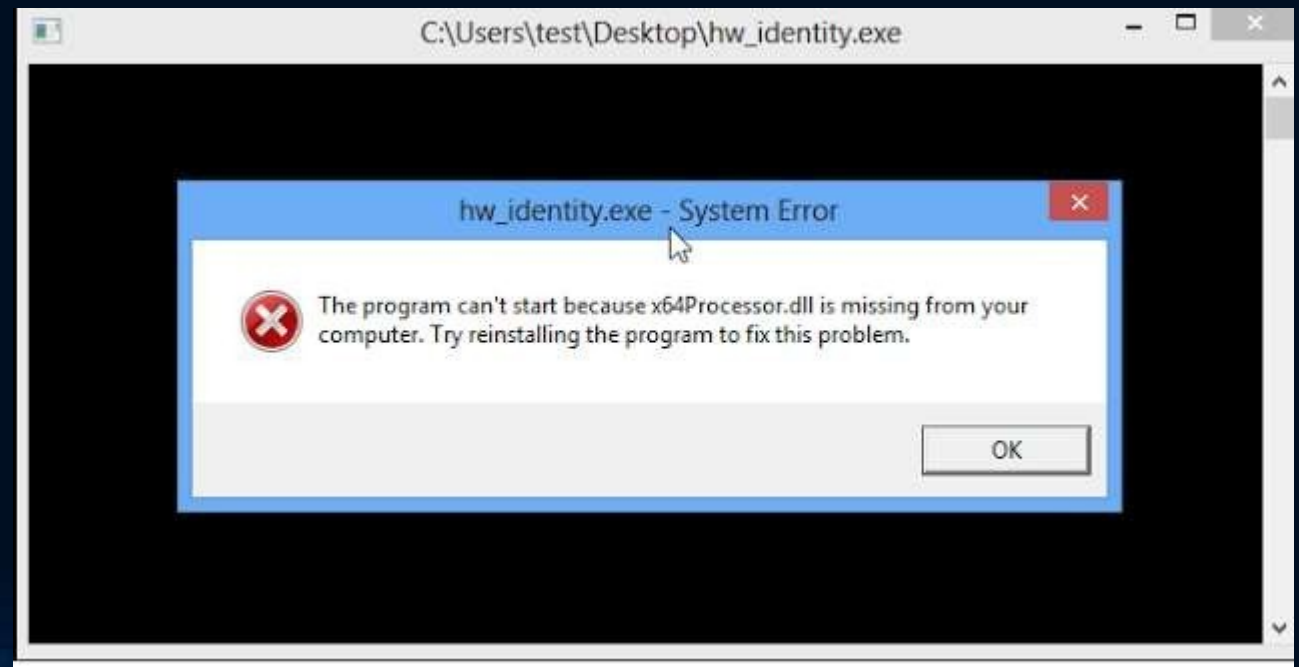 C:\Users\test\Desktop\hw_identity.exe
hw_identity.exe - System Error
The program can't start because x64Processor.dll is missing from your
computer. Try reinstalling the program to fix this problem.
OK